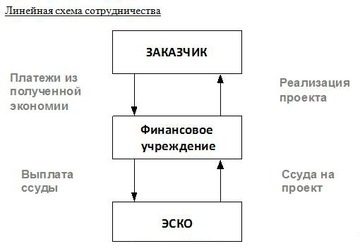 Линейная схема сотрудничества
ЗАКАЗЧИК
Платежи из
полученной
экономии
Реализация
проекта
Финансовое
учреждение
Выплата
ссуды
Ссуда на
проект
ЭСКО